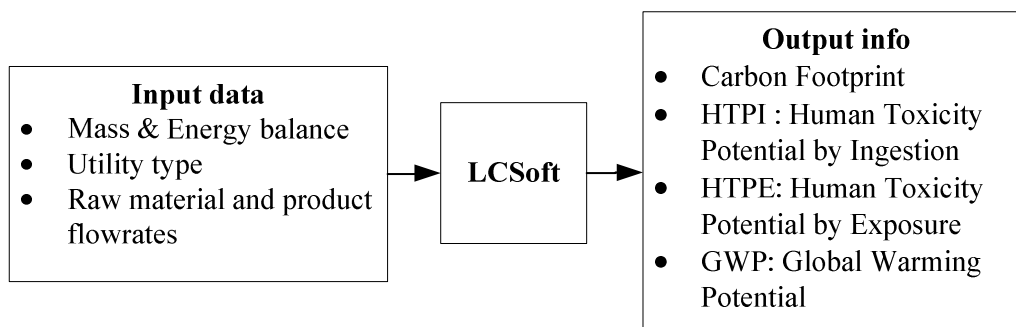 Input data
• Mass & Energy balance
• Utility type
• Raw material and product
flowrates
LCSoft
Output info
• Carbon Footprint
• HTPI : Human Toxicity
Potential by Ingestion
• HTPE: Human Toxicity
Potential by Exposure
• GWP: Global Warming
Potential